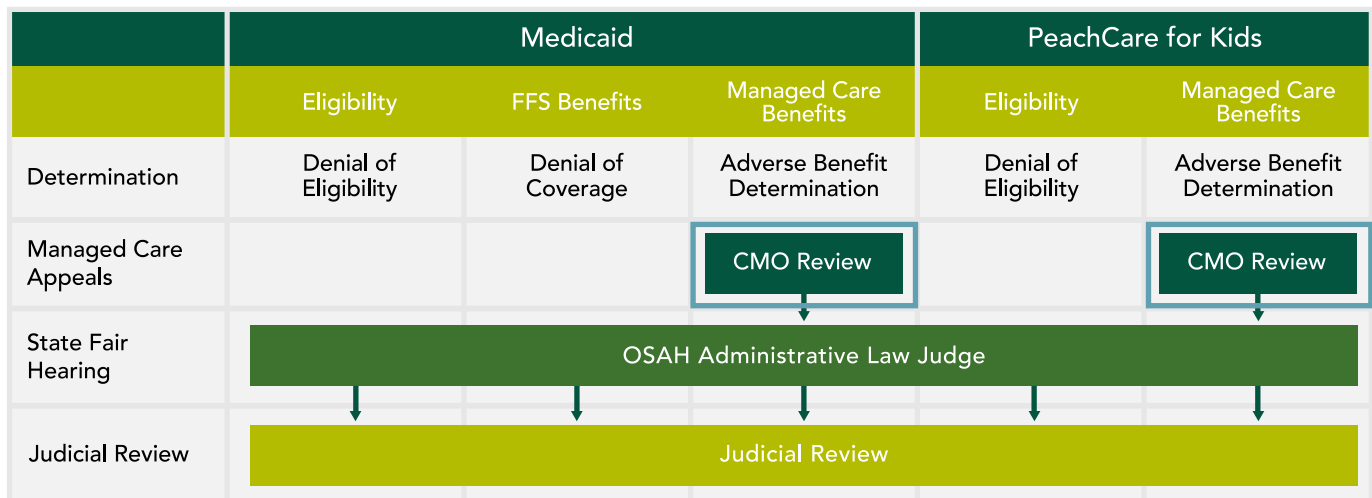 Medicaid
PeachCare for Kids
Eligibility
FFS Benefits
Managed Care
Benefits
Eligibility
Managed Care
Benefits
Determination
Denial of
Eligibility
Denial of
Coverage
Adverse Benefit
Determination
Denial of
Eligibility
Adverse Benefit
Determination
Managed Care
Appeals
CMO Review
CMO Review
State Fair
Hearing
OSAH Administrative Law Judge
Judicial Review
Judicial Review